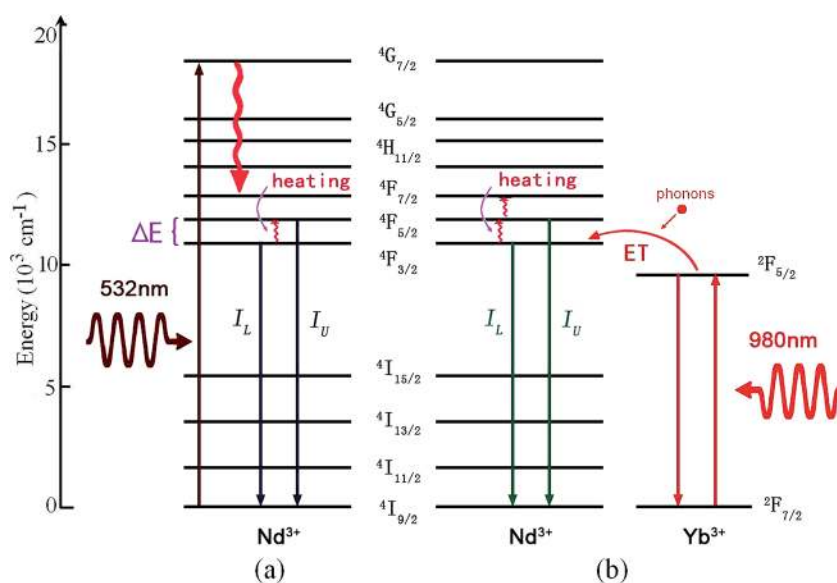 20
15
10
5
0
Energy (10³ cm⁻¹)
532nm
ΔE {
heating
I_L
I_U
Nd³⁺
(a)
⁴G₇/₂
⁴G₅/₂
⁴H₁₁/₂
⁴F₇/₂
⁴F₅/₂
⁴F₃/₂
⁴I₁₅/₂
⁴I₁₃/₂
⁴I₁₁/₂
⁴I₉/₂
heating
I_L
I_U
Nd³⁺
(b)
phonons
ET
²F₅/₂
980nm
²F₇/₂
Yb³⁺